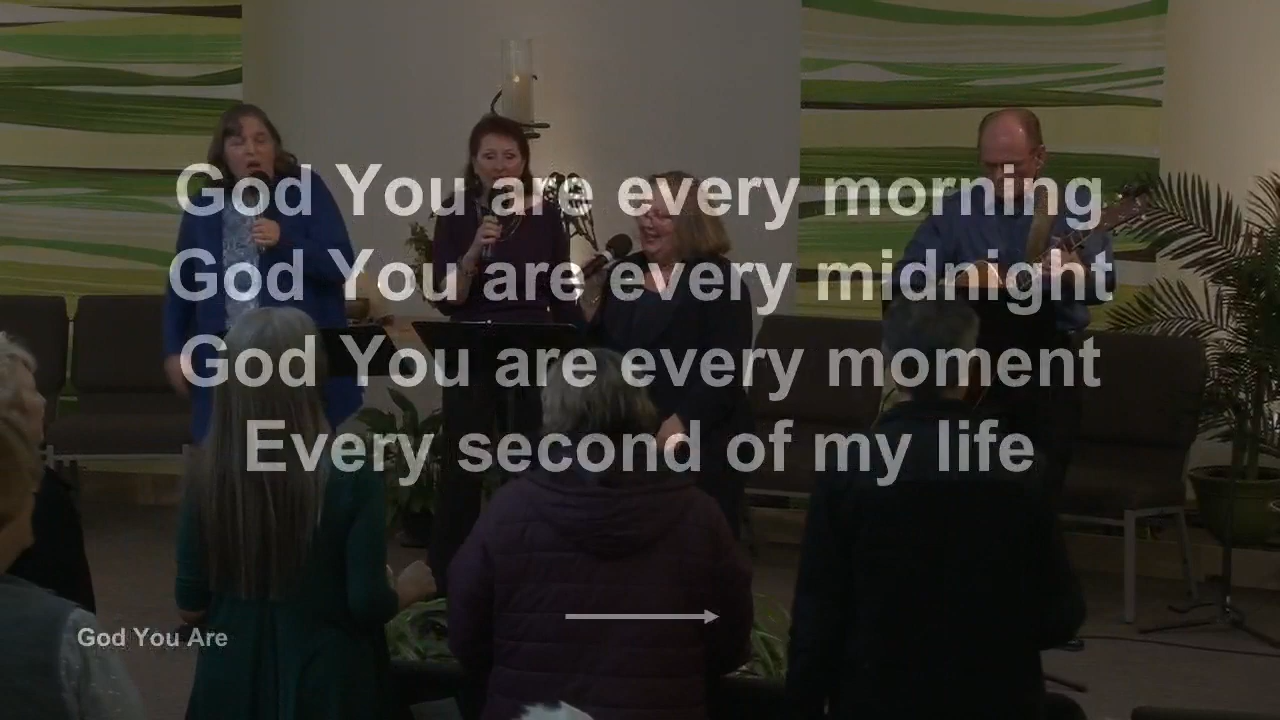 God You are every morning
God You are every midnight
God You are every moment
Every second of my life
God You Are